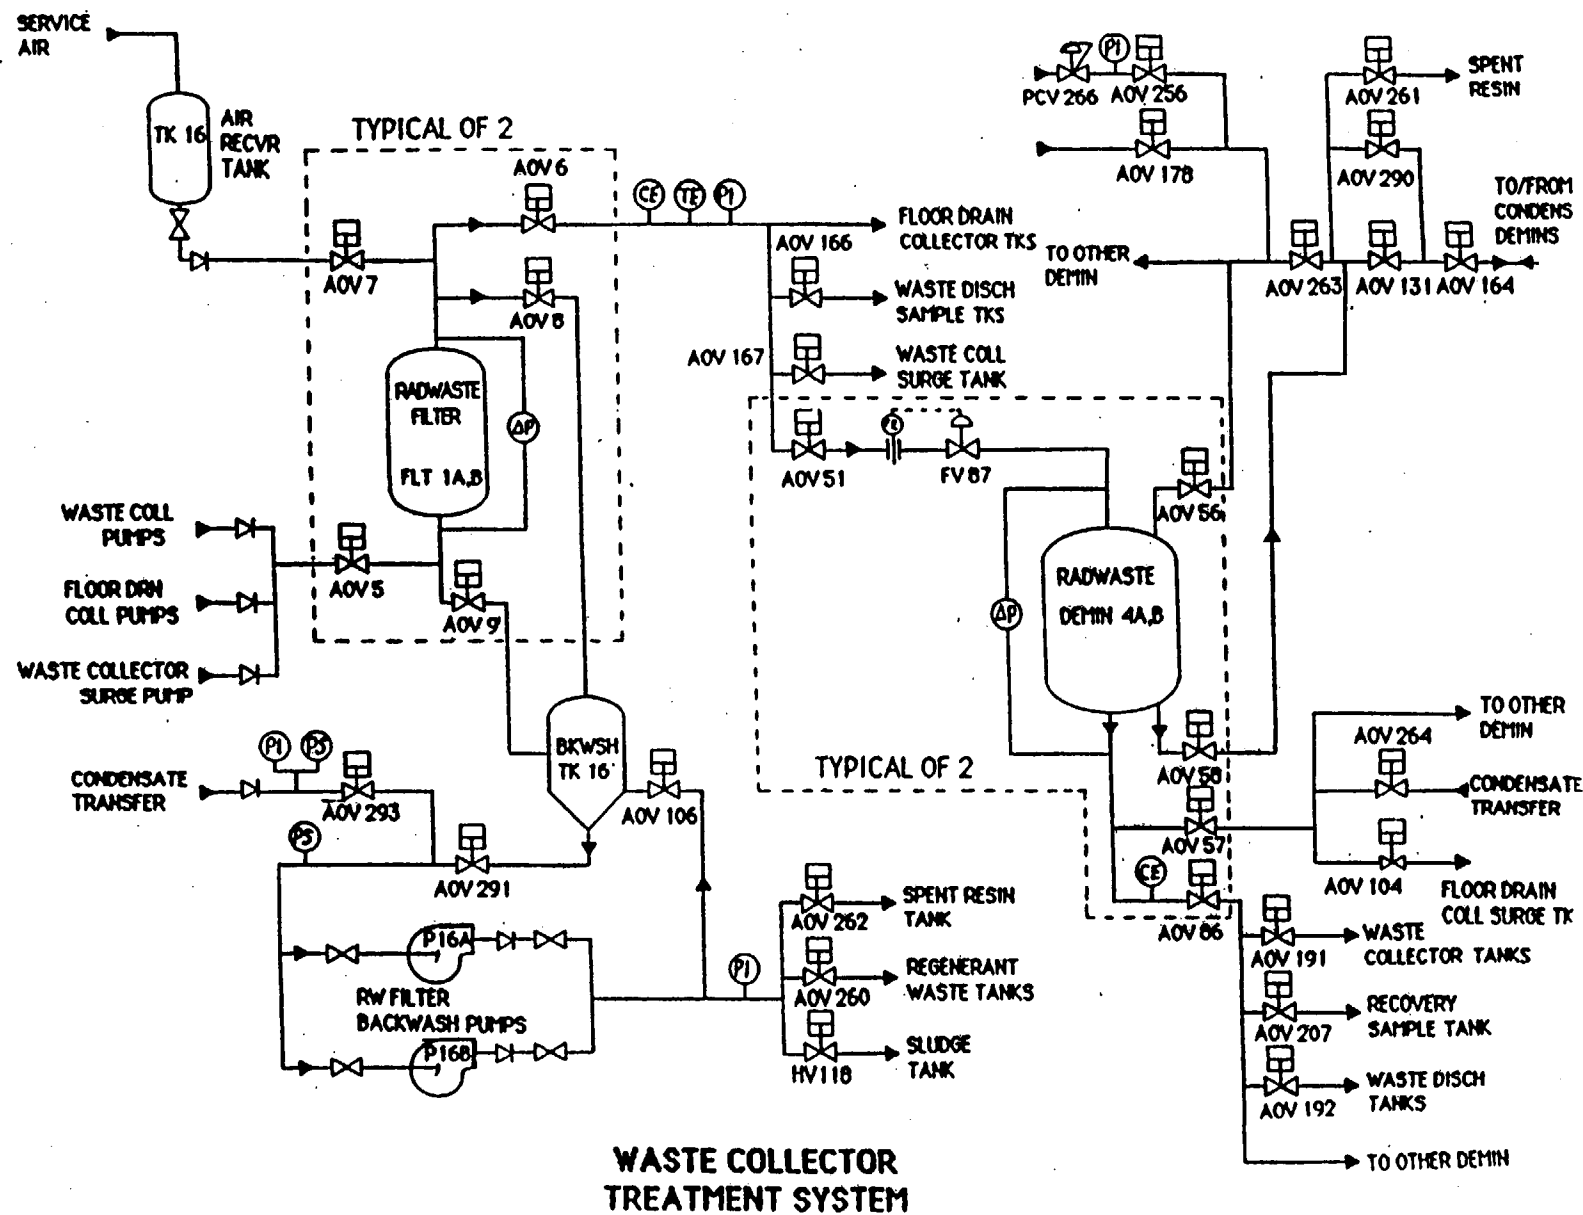 SERVICE
AIR
TK 16
AIR
RECVR
TANK
TYPICAL OF 2
AOV 6
AOV 7
AOV 8
CE
TE
PI
RADWASTE
FILTER
FLT 1A,B
ΔP
WASTE COLL
PUMPS
FLOOR DRN
COLL PUMPS
WASTE COLLECTOR
SURGE PUMP
AOV 5
AOV 9
AOV 166
FLOOR DRAIN
COLLECTOR TKS
WASTE DISCH
SAMPLE TKS
AOV 167
WASTE COLL
SURGE TANK
PCV 266
PI
AOV 256
AOV 178
AOV 261
SPENT
RESIN
AOV 290
TO/FROM
CONDENS
DEMINS
TO OTHER
DEMIN
AOV 263
AOV 131
AOV 164
AOV 51
FV 87
AOV 56
RADWASTE
DEMIN 4A,B
ΔP
TYPICAL OF 2
AOV 58
AOV 57
CE
AOV 86
TO OTHER
DEMIN
AOV 264
CONDENSATE
TRANSFER
AOV 104
FLOOR DRAIN
COLL SURGE TK
AOV 191
WASTE
COLLECTOR TANKS
AOV 207
RECOVERY
SAMPLE TANK
AOV 192
WASTE DISCH
TANKS
TO OTHER DEMIN
PI
PS
CONDENSATE
TRANSFER
AOV 293
PS
BKWSH
TK 16
AOV 106
AOV 291
P16A
RW FILTER
BACKWASH PUMPS
P16B
PI
AOV 262
SPENT RESIN
TANK
AOV 260
REGENERANT
WASTE TANKS
HV118
SLUDGE
TANK
WASTE COLLECTOR
TREATMENT SYSTEM